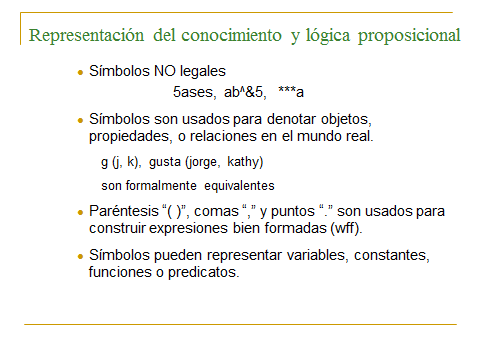 Representación del conocimiento y lógica proposicional
Símbolos NO legales
5ases, ab^&5, ***a
Símbolos son usados para denotar objetos,
propiedades, o relaciones en el mundo real.
g (j, k), gusta (jorge, kathy)
son formalmente equivalentes
Paréntesis “( )”, comas “,” y puntos “.” son usados para
construir expresiones bien formadas (wff).
Símbolos pueden representar variables, constantes,
funciones o predicatos.